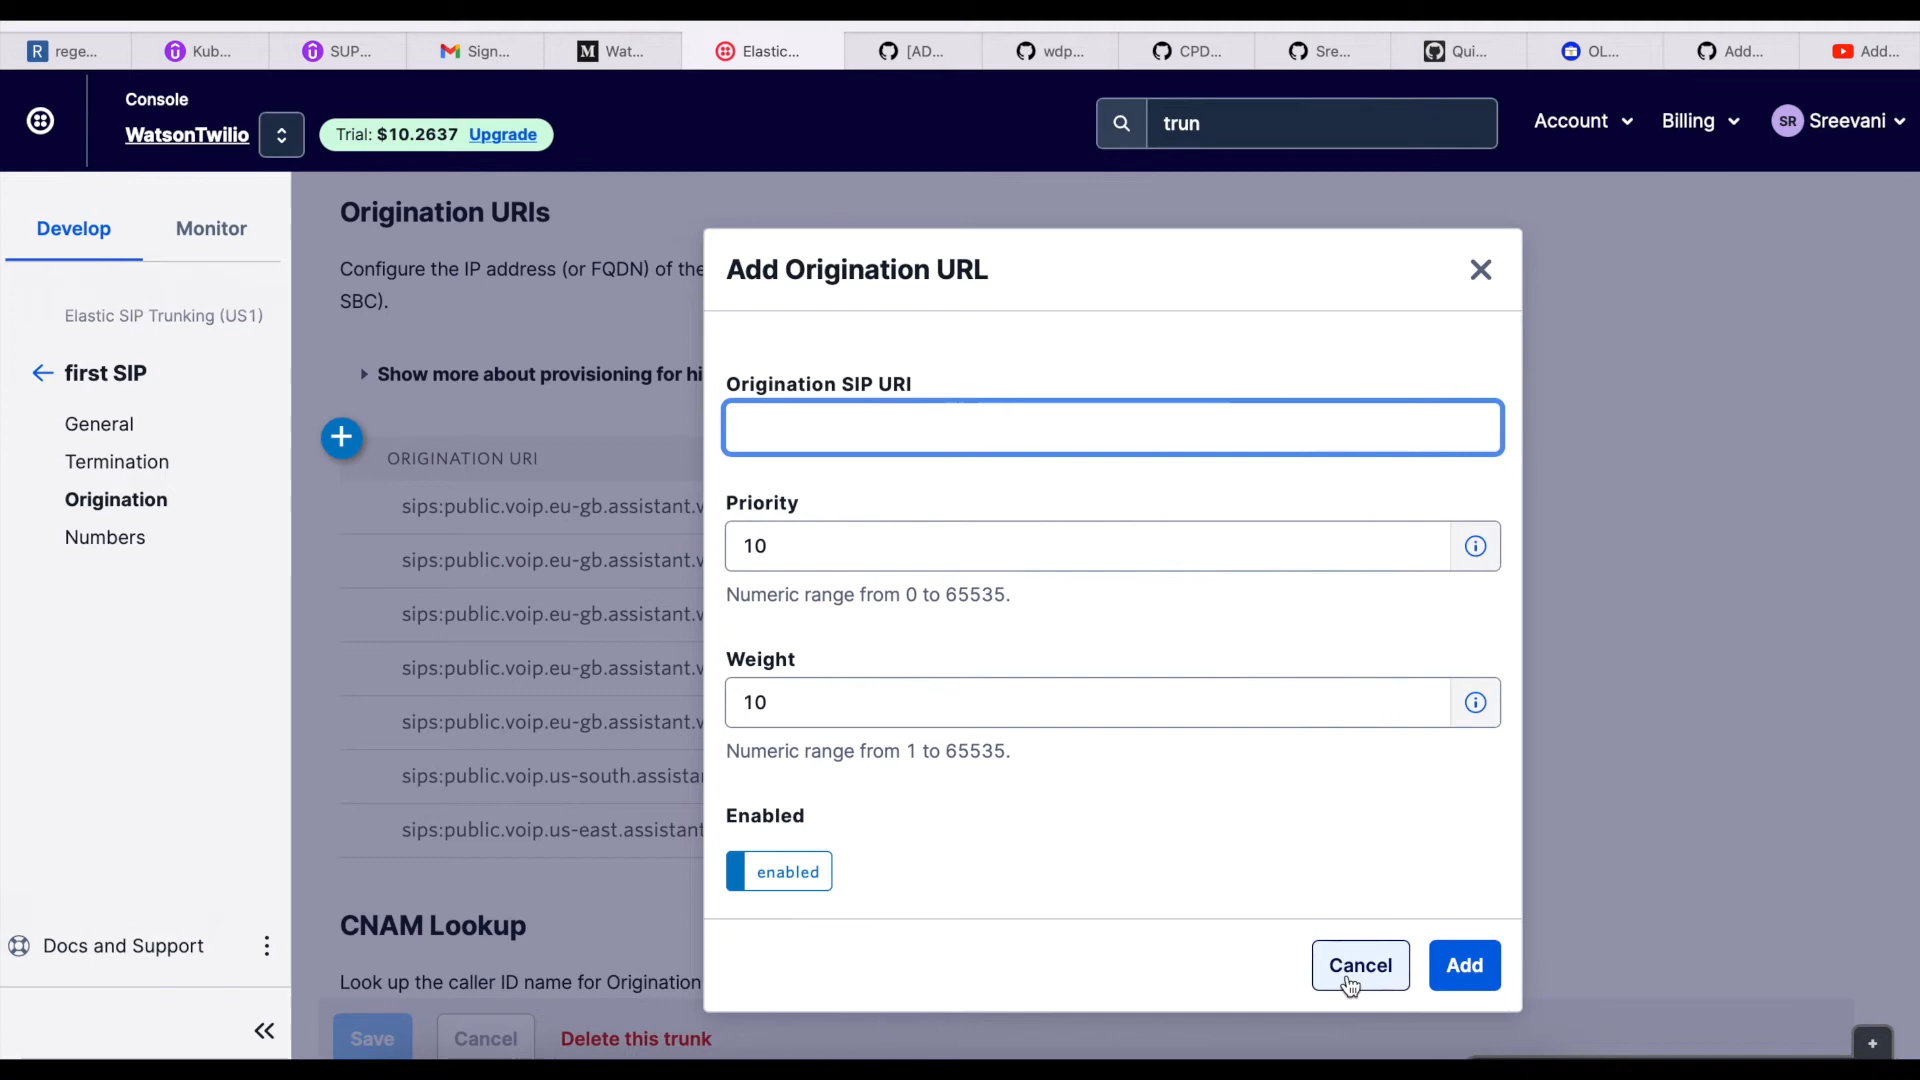 R rege...
Kub...
SUP...
Sign...
M Wat...
Elastic...
[AD...
wdp...
CPD...
Sre...
Qui...
OL...
Add...
Add...
Console
WatsonTwilio
Trial: $10.2637 Upgrade
trun
Account
Billing
SR Sreevani
Develop
Monitor
Elastic SIP Trunking (US1)
first SIP
General
Termination
Origination
Numbers
Docs and Support
Origination URIs
Configure the IP address (or FQDN) of the
SBC).
Show more about provisioning for hi
ORIGINATION URI
sips:public.voip.eu-gb.assistant.v
sips:public.voip.eu-gb.assistant.v
sips:public.voip.eu-gb.assistant.v
sips:public.voip.eu-gb.assistant.v
sips:public.voip.eu-gb.assistant.v
sips:public.voip.us-south.assista
sips:public.voip.us-east.assistant
CNAM Lookup
Look up the caller ID name for Origination
Save
Cancel
Delete this trunk
Add Origination URL
Origination SIP URI
Priority
10
Numeric range from 0 to 65535.
Weight
10
Numeric range from 1 to 65535.
Enabled
enabled
Cancel
Add